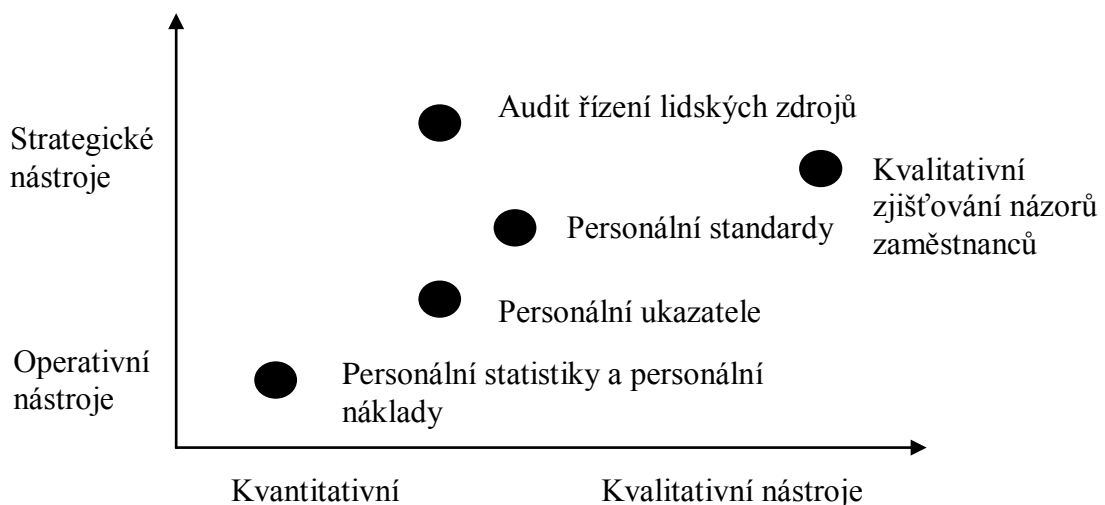 Audit řízení lidských zdrojů
Strategické
nástroje
Kvalitativní
zjišťování názorů
zaměstnanců
Personální standardy
Personální ukazatele
Operativní
nástroje
Personální statistiky a personální
náklady
Kvantitativní
Kvalitativní nástroje